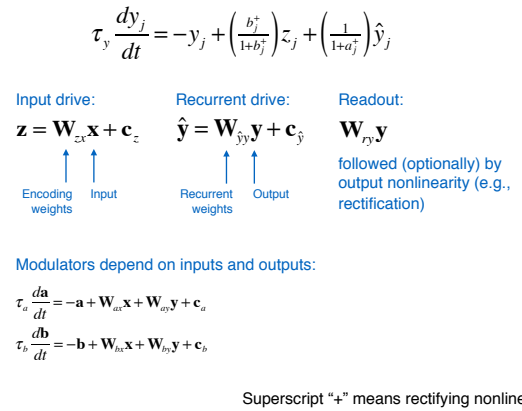 τ_y dy_j/dt = −y_j + (b_j^+/(1+b_j^+)) z_j + (1/(1+a_j^+)) ŷ_j
Input drive: Recurrent drive: Readout:
z = W_zx x + c_z ŷ = W_ŷy y + c_ŷ W_ry y
followed (optionally) by
output nonlinearity (e.g.,
rectification)
Encoding weights Input Recurrent weights Output
Modulators depend on inputs and outputs:
τ_a da/dt = −a + W_ax x + W_ay y + c_a
τ_b db/dt = −b + W_bx x + W_by y + c_b
Superscript “+” means rectifying nonline